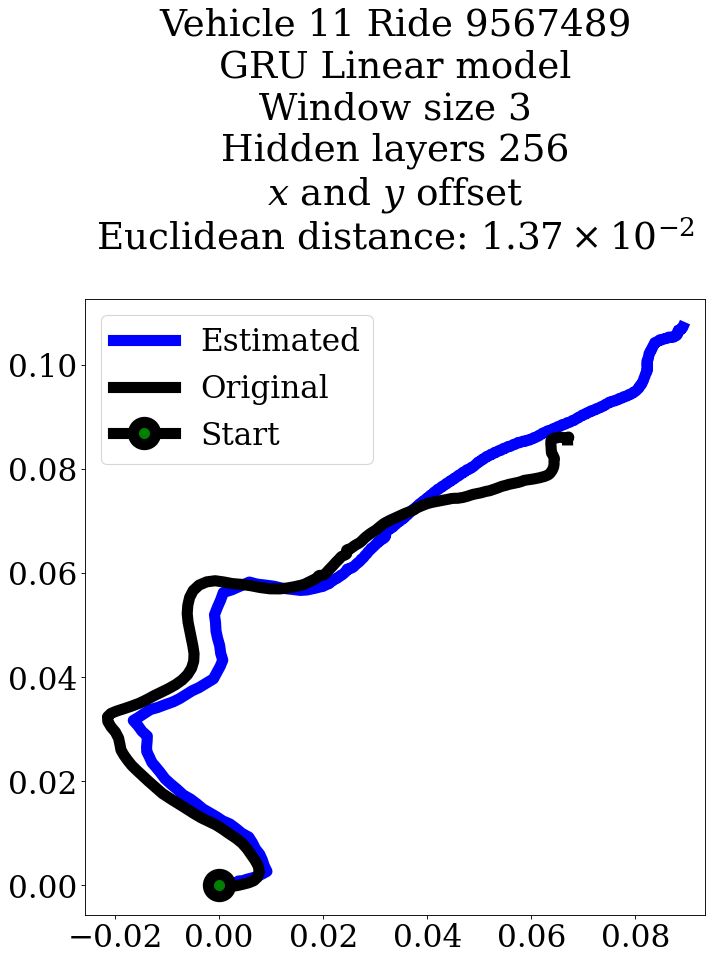 Vehicle 11 Ride 9567489
GRU Linear model
Window size 3
Hidden layers 256
x and y offset
Euclidean distance: 1.37 × 10⁻²
Estimated
Original
Start
0.10
0.08
0.06
0.04
0.02
0.00
−0.02 0.00 0.02 0.04 0.06 0.08